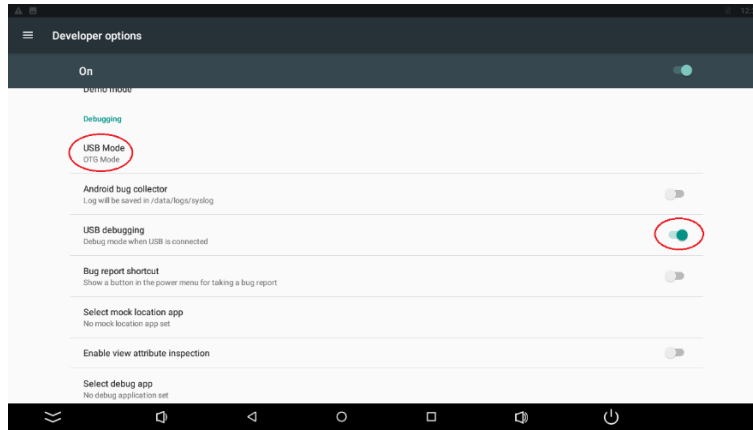 Developer options
On
Demo mode
Debugging
USB Mode
OTG Mode
Android bug collector
Log will be saved in /data/logs/syslog
USB debugging
Debug mode when USB is connected
Bug report shortcut
Show a button in the power menu for taking a bug report
Select mock location app
No mock location app set
Enable view attribute inspection
Select debug app
No debug application set